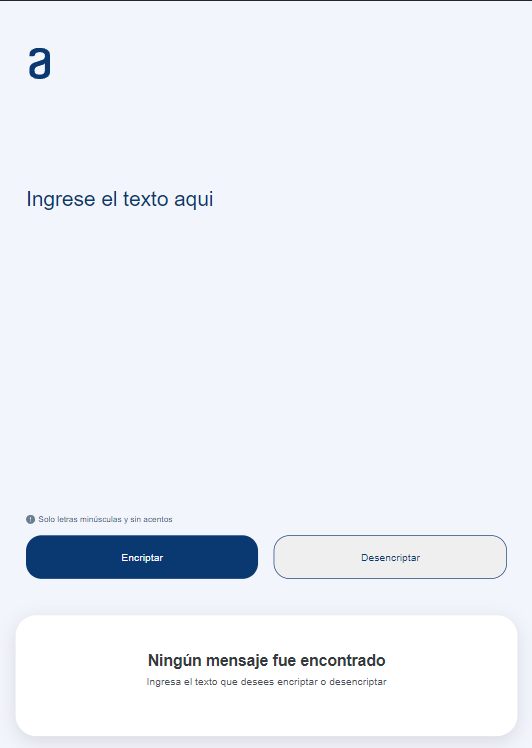 a
Ingrese el texto aqui
Solo letras minúsculas y sin acentos
Encriptar
Desencriptar
Ningún mensaje fue encontrado
Ingresa el texto que desees encriptar o desencriptar